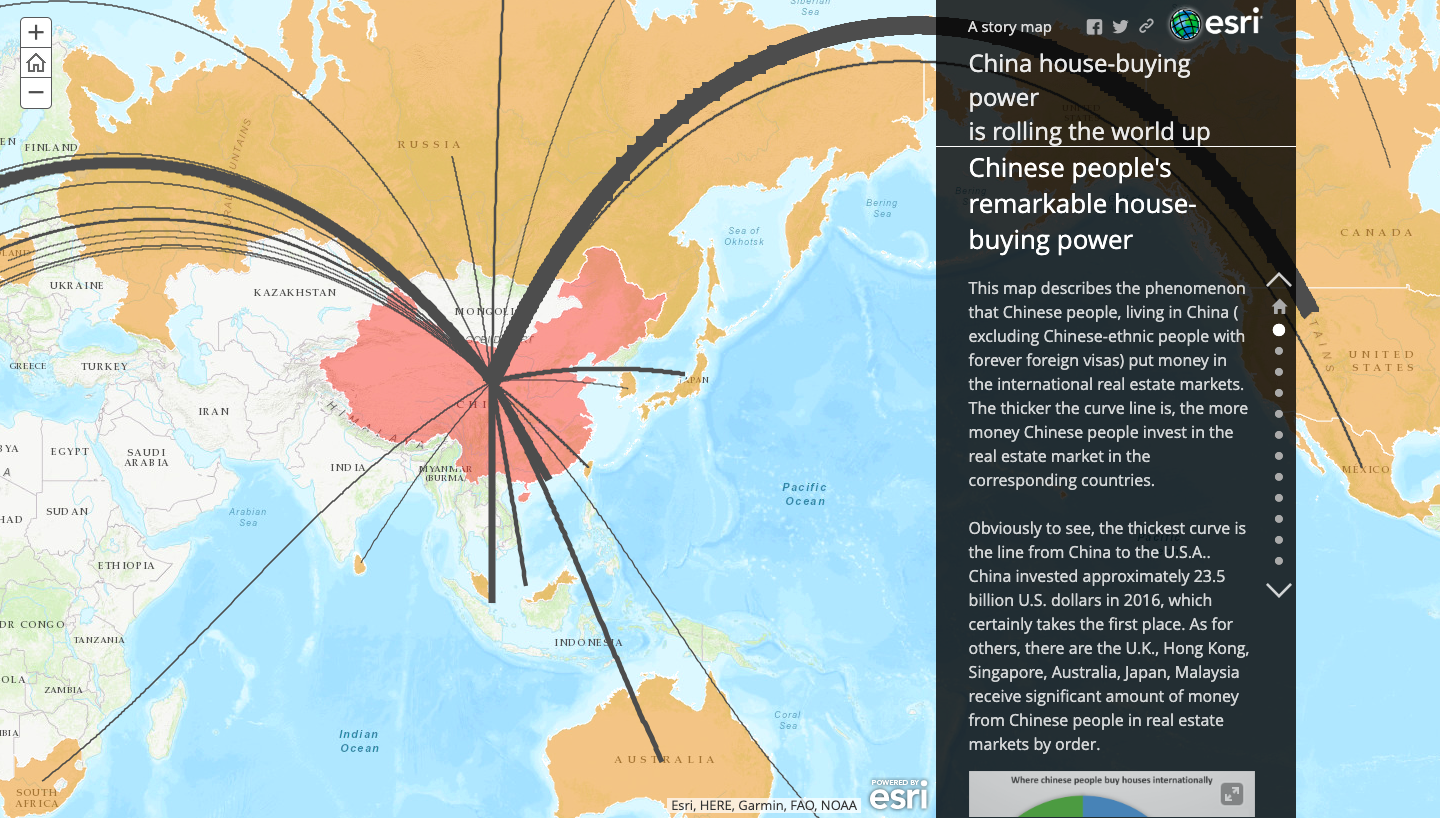 +
−
A story map
esri
China house-buying
power
is rolling the world up
Chinese people's
remarkable house-
buying power
This map describes the phenomenon
that Chinese people, living in China (
excluding Chinese-ethnic people with
forever foreign visas) put money in
the international real estate markets.
The thicker the curve line is, the more
money Chinese people invest in the
real estate market in the
corresponding countries.
Obviously to see, the thickest curve is
the line from China to the U.S.A..
China invested approximately 23.5
billion U.S. dollars in 2016, which
certainly takes the first place. As for
others, there are the U.K., Hong Kong,
Singapore, Australia, Japan, Malaysia
receive significant amount of money
from Chinese people in real estate
markets by order.
Where chinese people buy houses internationally
Siberian
Sea
EN
FINLAND
RUSSIA
URAL MOUNTAINS
Bering
Sea
Sea of
Okhotsk
CANADA
LAND
UKRAINE
KAZAKHSTAN
MONGOLI
GREECE
TURKEY
JAPAN
UNITED
STATES
TAINS
CHI
HIMALAYA
IRAN
BYA
EGYPT
SAUDI
ARABIA
INDIA
MYANMAR
(BURMA)
MEXICO
A
Pacific
Ocean
HAD
SUDAN
Arabian
Sea
ETHIOPIA
DR CONGO
TANZANIA
INDONESIA
OLA
ZAMBIA
Coral
Sea
BIA
Indian
Ocean
AUSTRALIA
SOUTH
AFRICA
Esri, HERE, Garmin, FAO, NOAA
POWERED BY
esri